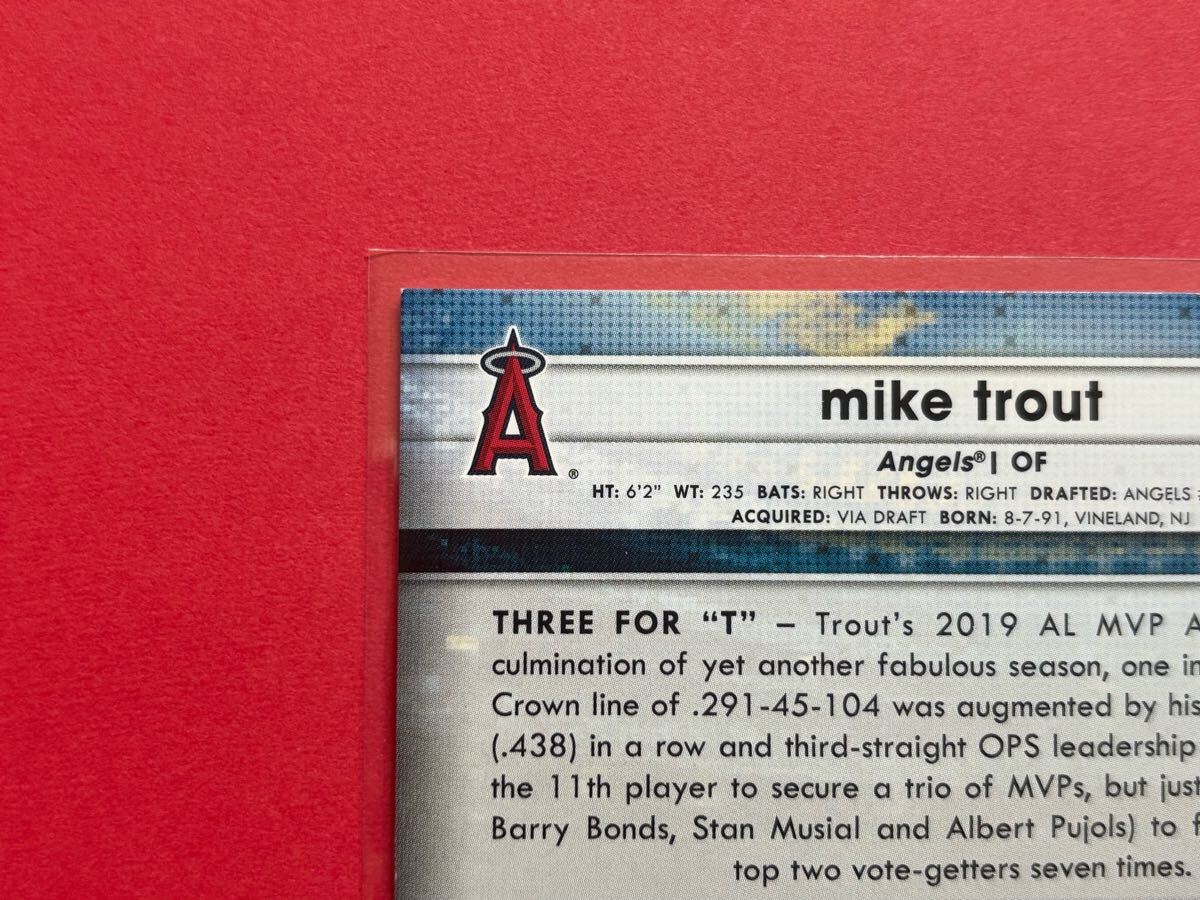 A®
mike trout
Angels® | OF
HT: 6'2" WT: 235 BATS: RIGHT THROWS: RIGHT DRAFTED: ANGELS
ACQUIRED: VIA DRAFT BORN: 8-7-91, VINELAND, NJ
THREE FOR “T” – Trout’s 2019 AL MVP A
culmination of yet another fabulous season, one
Crown line of .291-45-104 was augmented by his
(.438) in a row and third-straight OPS leadership
the 11th player to secure a trio of MVPs, but just
Barry Bonds, Stan Musial and Albert Pujols) to
top two vote-getters seven times.